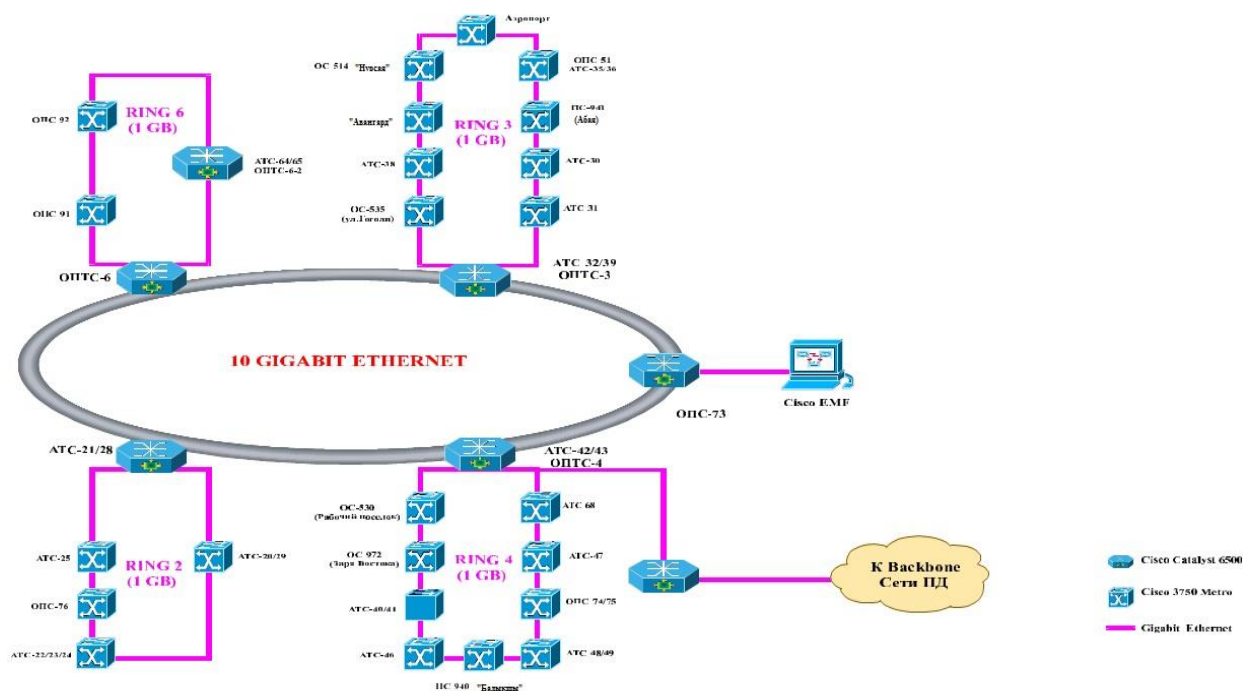 Аэропорт
ОС 514 "Нурсая"
ОПС 51
АТС-35/36
ОПС 92
RING 6
(1 GB)
"Авангард"
RING 3
(1 GB)
ПС-941
(Абая)
АТС-64/65
ОПТС-6-2
АТС-38
АТС-30
ОПС 91
ОС-535
(ул.Гоголя)
АТС 31
ОПТС-6
АТС 32/39
ОПТС-3
10 GIGABIT ETHERNET
ОПС-73
Cisco EMF
АТС-21/28
АТС-42/43
ОПТС-4
ОС-530
(Рабочий поселок)
АТС 68
АТС-25
RING 2
(1 GB)
АТС-20/29
ОС 972
(Заря Востока)
RING 4
(1 GB)
АТС-47
К Backbone
Сети ПД
Cisco Catalyst 6500
ОПС-76
АТС-40/41
ОПС 74/75
Cisco 3750 Metro
Gigabit Ethernet
АТС-22/23/24
АТС-46
АТС 48/49
ПС 940 "Балыкшы"